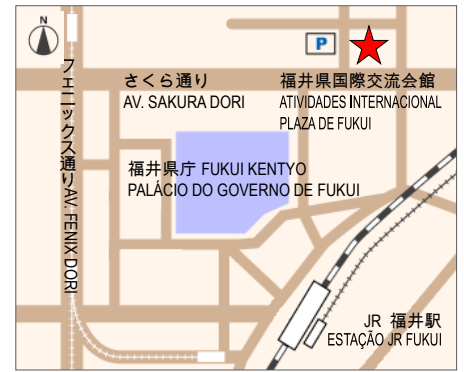 N
P
さくら通り
AV. SAKURA DORI
福井県国際交流会館
ATIVIDADES INTERNACIONAL
PLAZA DE FUKUI
フェニックス通り AV. FENIX DORI
福井県庁 FUKUI KENTYO
PALÁCIO DO GOVERNO DE FUKUI
JR 福井駅
ESTAÇÃO JR FUKUI